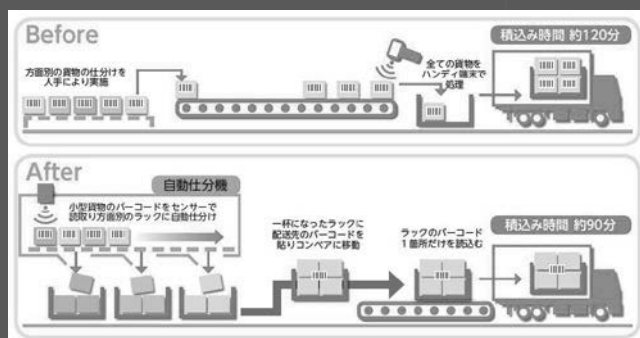 Before
積込み時間 約120分
方面別の貨物の仕分けを
人手により実施
全ての貨物を
ハンディ端末で
処理
After
自動仕分機
小型貨物のバーコードをセンサーで
読取り方面別のラックに自動仕分け
一杯になったラックに
配送先のバーコードを
貼りコンベアに移動
ラックのバーコード
1箇所だけを読込む
積込み時間 約90分